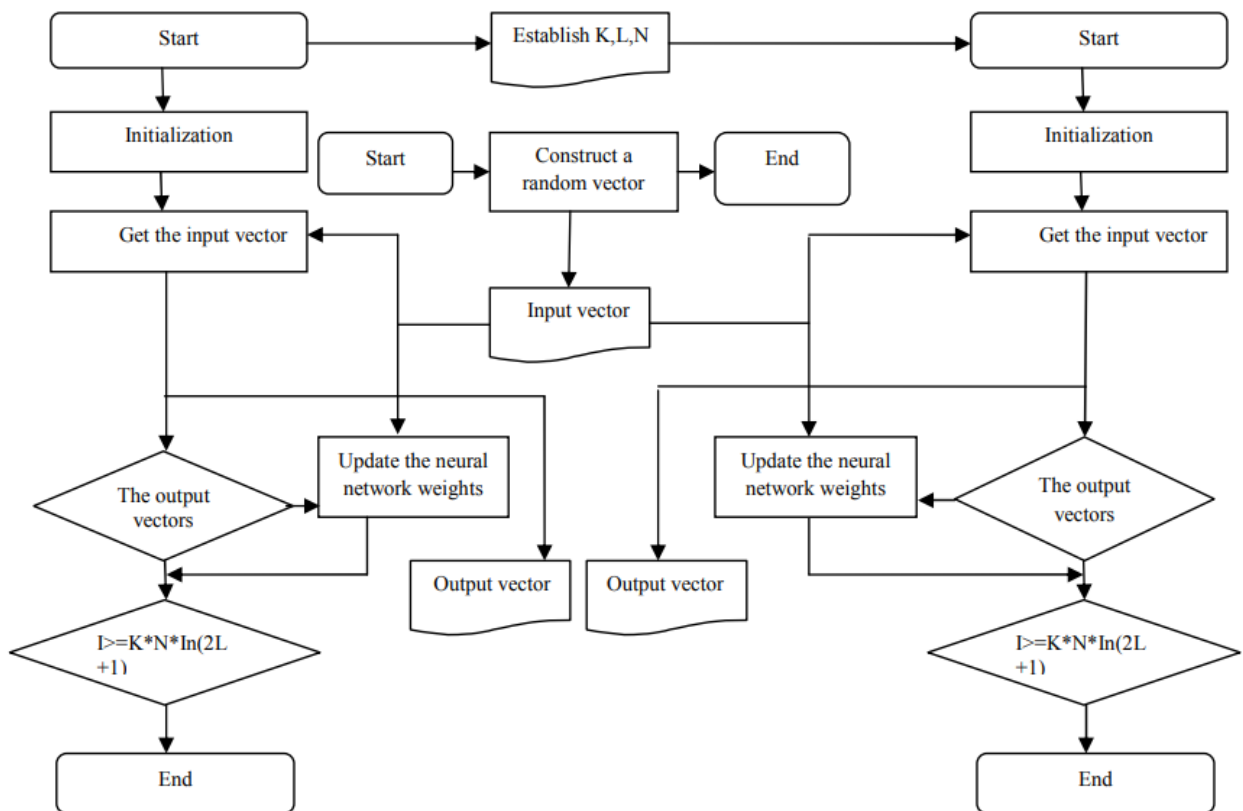 Start
Establish K,L,N
Start
Initialization
Initialization
Start
Construct a
random vector
End
Get the input vector
Get the input vector
Input vector
Update the neural
network weights
Update the neural
network weights
The output
vectors
The output
vectors
Output vector
Output vector
I>=K*N*In(2L
+1)
I>=K*N*In(2L
+1)
End
End